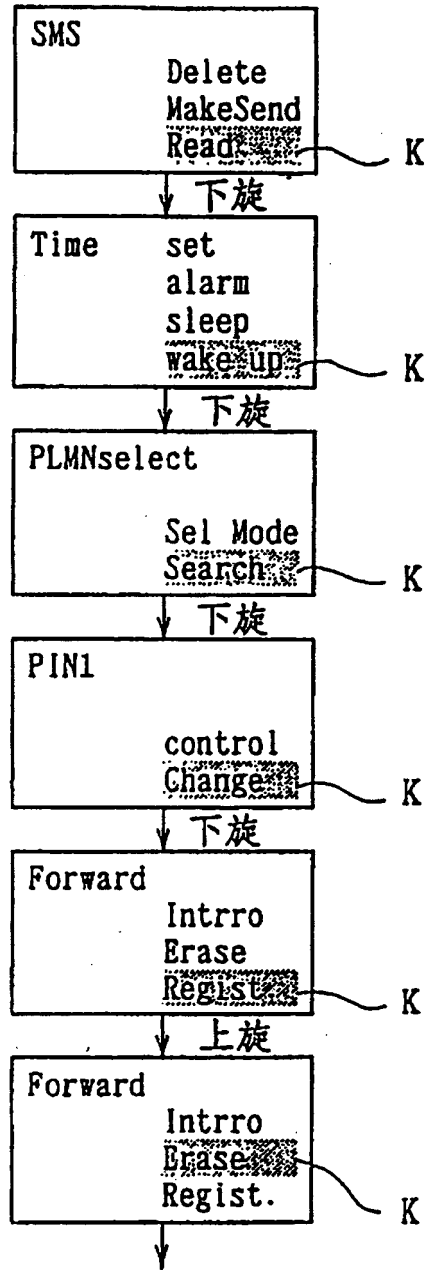 SMS
Delete
MakeSend
Read
K
下旋
Time set
alarm
sleep
wake up
K
下旋
PLMNselect
Sel Mode
Search
K
下旋
PIN1
control
Change
K
下旋
Forward
Intrro
Erase
Regist.
K
上旋
Forward
Intrro
Erase
Regist.
K